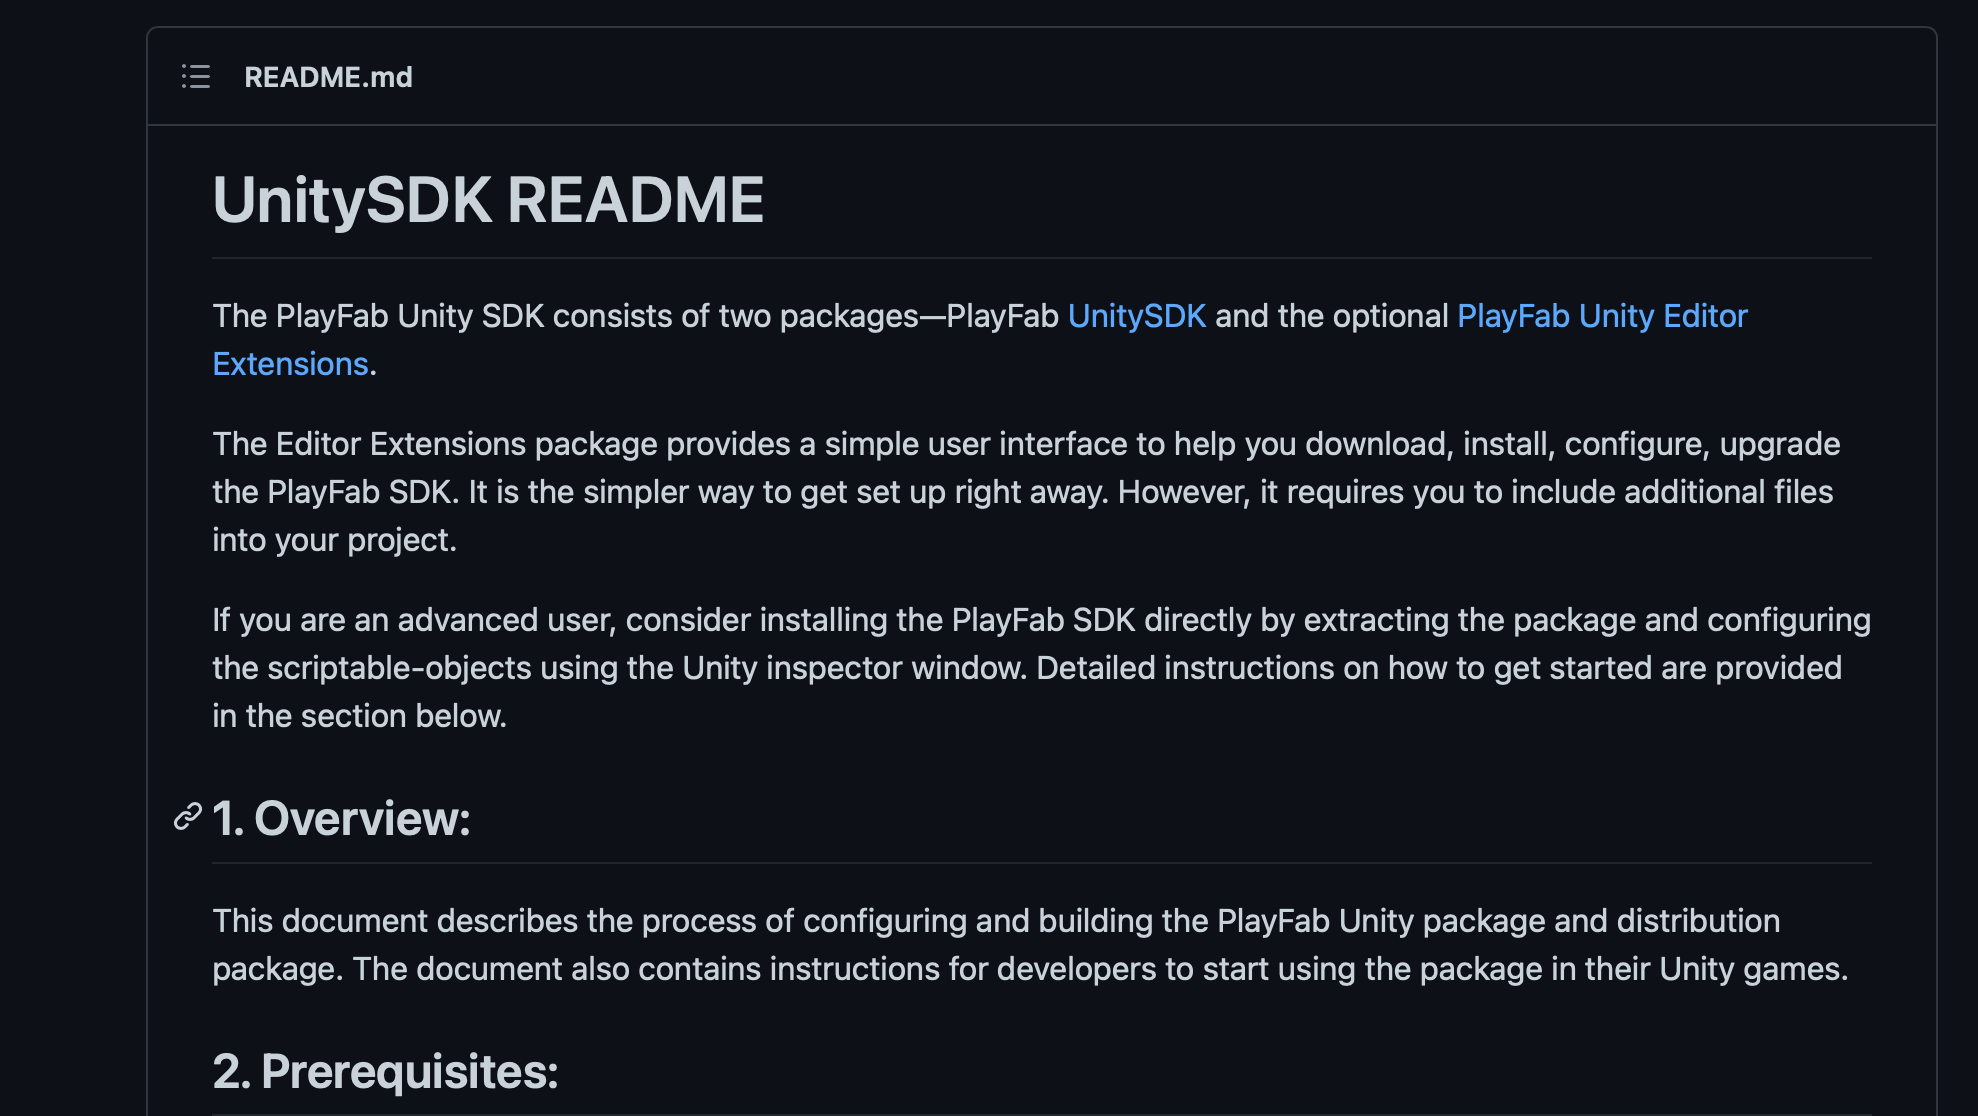 README.md
UnitySDK README
The PlayFab Unity SDK consists of two packages—PlayFab UnitySDK and the optional PlayFab Unity Editor
Extensions.
The Editor Extensions package provides a simple user interface to help you download, install, configure, upgrade
the PlayFab SDK. It is the simpler way to get set up right away. However, it requires you to include additional files
into your project.
If you are an advanced user, consider installing the PlayFab SDK directly by extracting the package and configuring
the scriptable-objects using the Unity inspector window. Detailed instructions on how to get started are provided
in the section below.
1. Overview:
This document describes the process of configuring and building the PlayFab Unity package and distribution
package. The document also contains instructions for developers to start using the package in their Unity games.
2. Prerequisites: